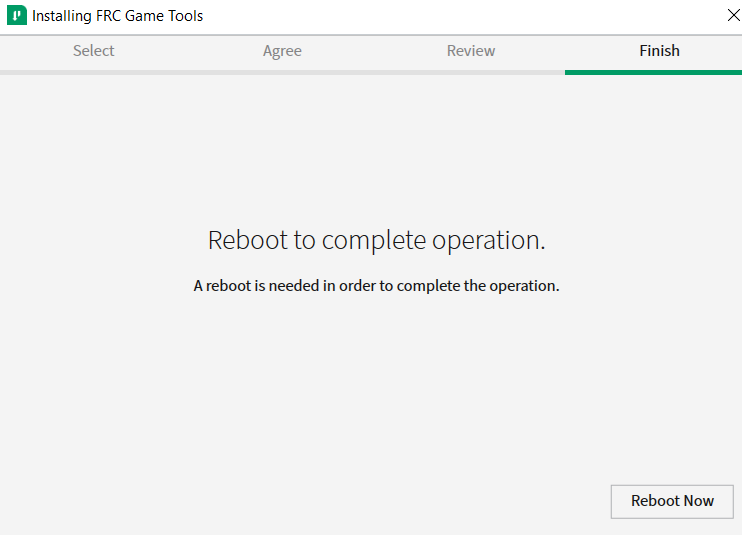 Installing FRC Game Tools
Select Agree Review Finish
Reboot to complete operation.
A reboot is needed in order to complete the operation.
Reboot Now